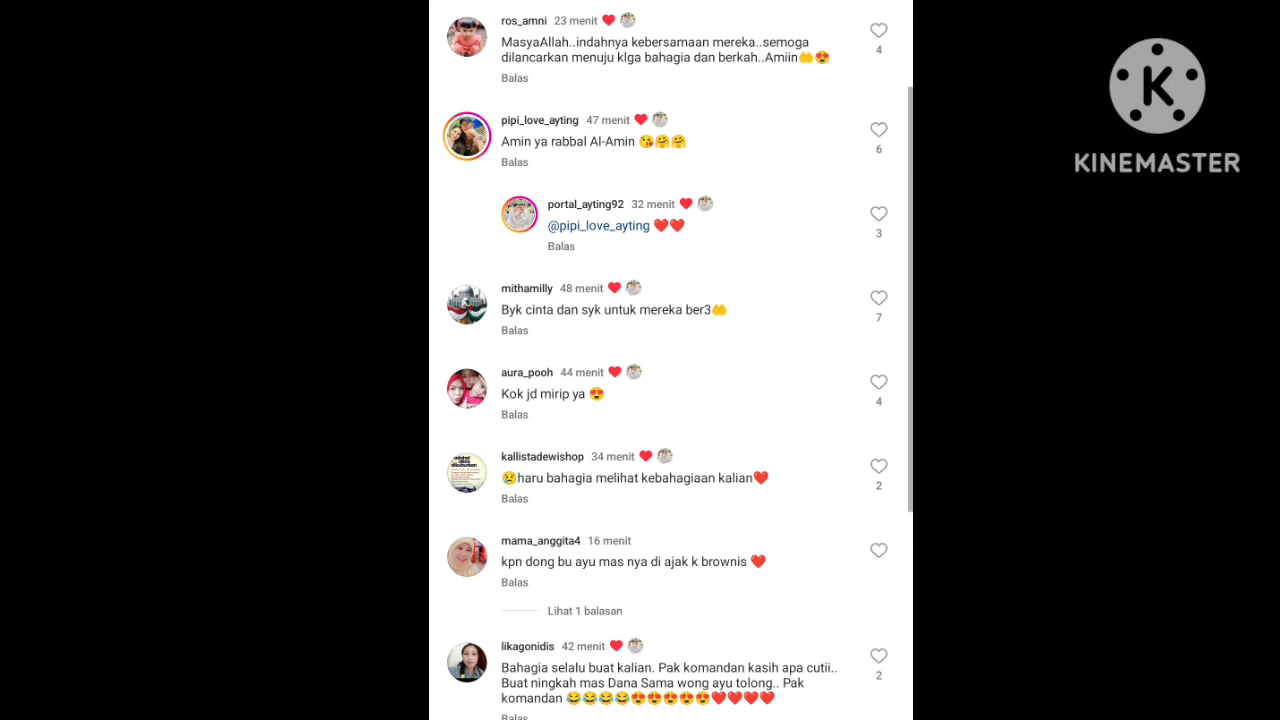 ros_amni 23 menit
MasyaAllah..indahnya kebersamaan mereka..semoga
dilancarkan menuju klga bahagia dan berkah..Amiin🤲😍
4
Balas
pipi_love_ayting 47 menit
Amin ya rabbal Al-Amin 😘🤗🤗
6
Balas
portal_ayting92 32 menit
@pipi_love_ayting ❤️❤️
3
Balas
mithamilly 48 menit
Byk cinta dan syk untuk mereka ber3🤲
7
Balas
aura_pooh 44 menit
Kok jd mirip ya 😍
4
Balas
kallistadewishop 34 menit
😢haru bahagia melihat kebahagiaan kalian❤️
2
Balas
mama_anggita4 16 menit
kpn dong bu ayu mas nya di ajak k brownis ❤️
Balas
Lihat 1 balasan
likagonidis 42 menit
Bahagia selalu buat kalian. Pak komandan kasih apa cutii..
2
Buat ningkah mas Dana Sama wong ayu tolong.. Pak
komandan 😂😂😂😂😍😍😍😍😍❤️❤️❤️❤️
Balas
KINEMASTER